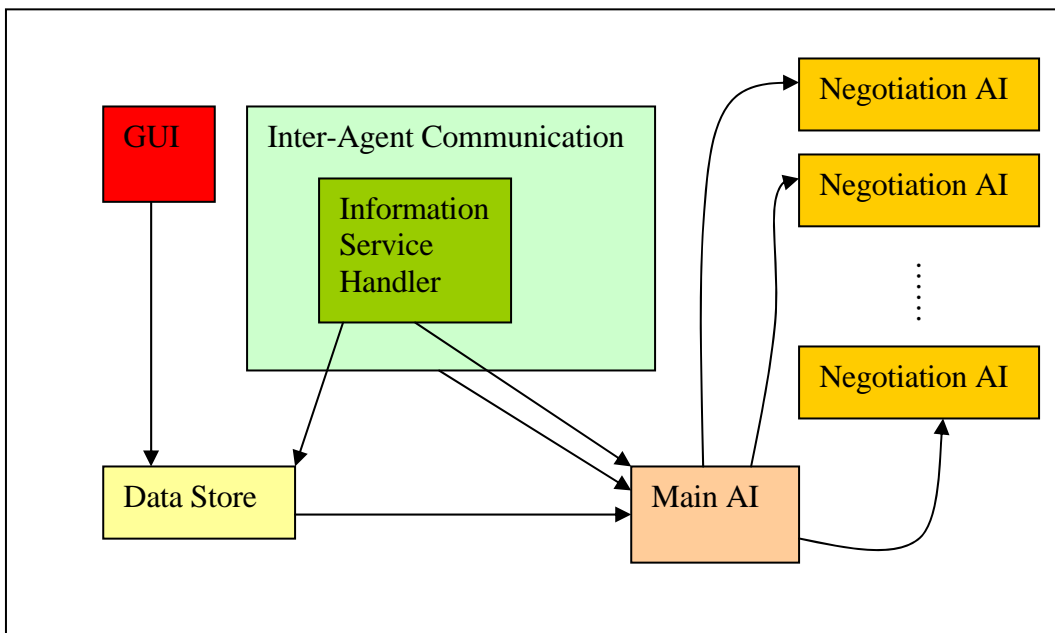 GUI
Inter-Agent Communication
Information
Service
Handler
Negotiation AI
Negotiation AI
Negotiation AI
Data Store
Main AI